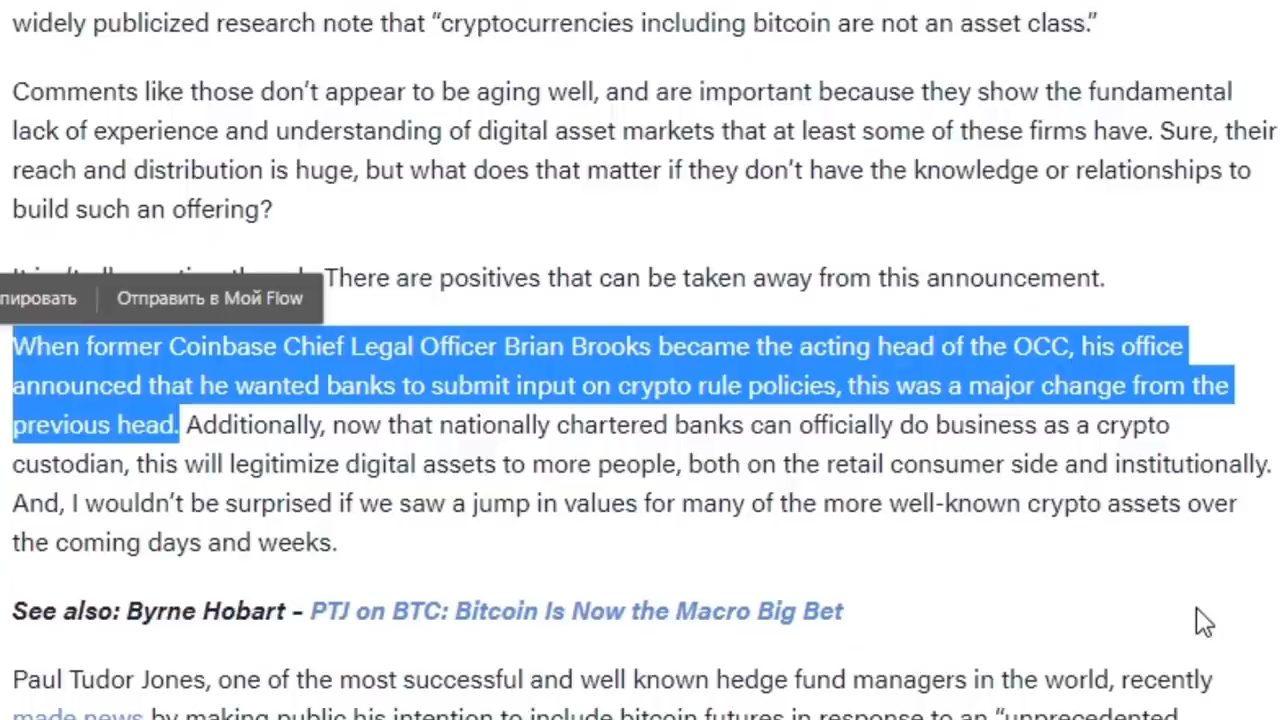 widely publicized research note that “cryptocurrencies including bitcoin are not an asset class.”
Comments like those don’t appear to be aging well, and are important because they show the fundamental
lack of experience and understanding of digital asset markets that at least some of these firms have. Sure, their
reach and distribution is huge, but what does that matter if they don’t have the knowledge or relationships to
build such an offering?
There are positives that can be taken away from this announcement.
пировать Отправить в Мой Flow
When former Coinbase Chief Legal Officer Brian Brooks became the acting head of the OCC, his office
announced that he wanted banks to submit input on crypto rule policies, this was a major change from the
previous head. Additionally, now that nationally chartered banks can officially do business as a crypto
custodian, this will legitimize digital assets to more people, both on the retail consumer side and institutionally.
And, I wouldn’t be surprised if we saw a jump in values for many of the more well-known crypto assets over
the coming days and weeks.
See also: Byrne Hobart – PTJ on BTC: Bitcoin Is Now the Macro Big Bet
Paul Tudor Jones, one of the most successful and well known hedge fund managers in the world, recently
made news by making public his intention to include bitcoin futures in response to an “unprecedented